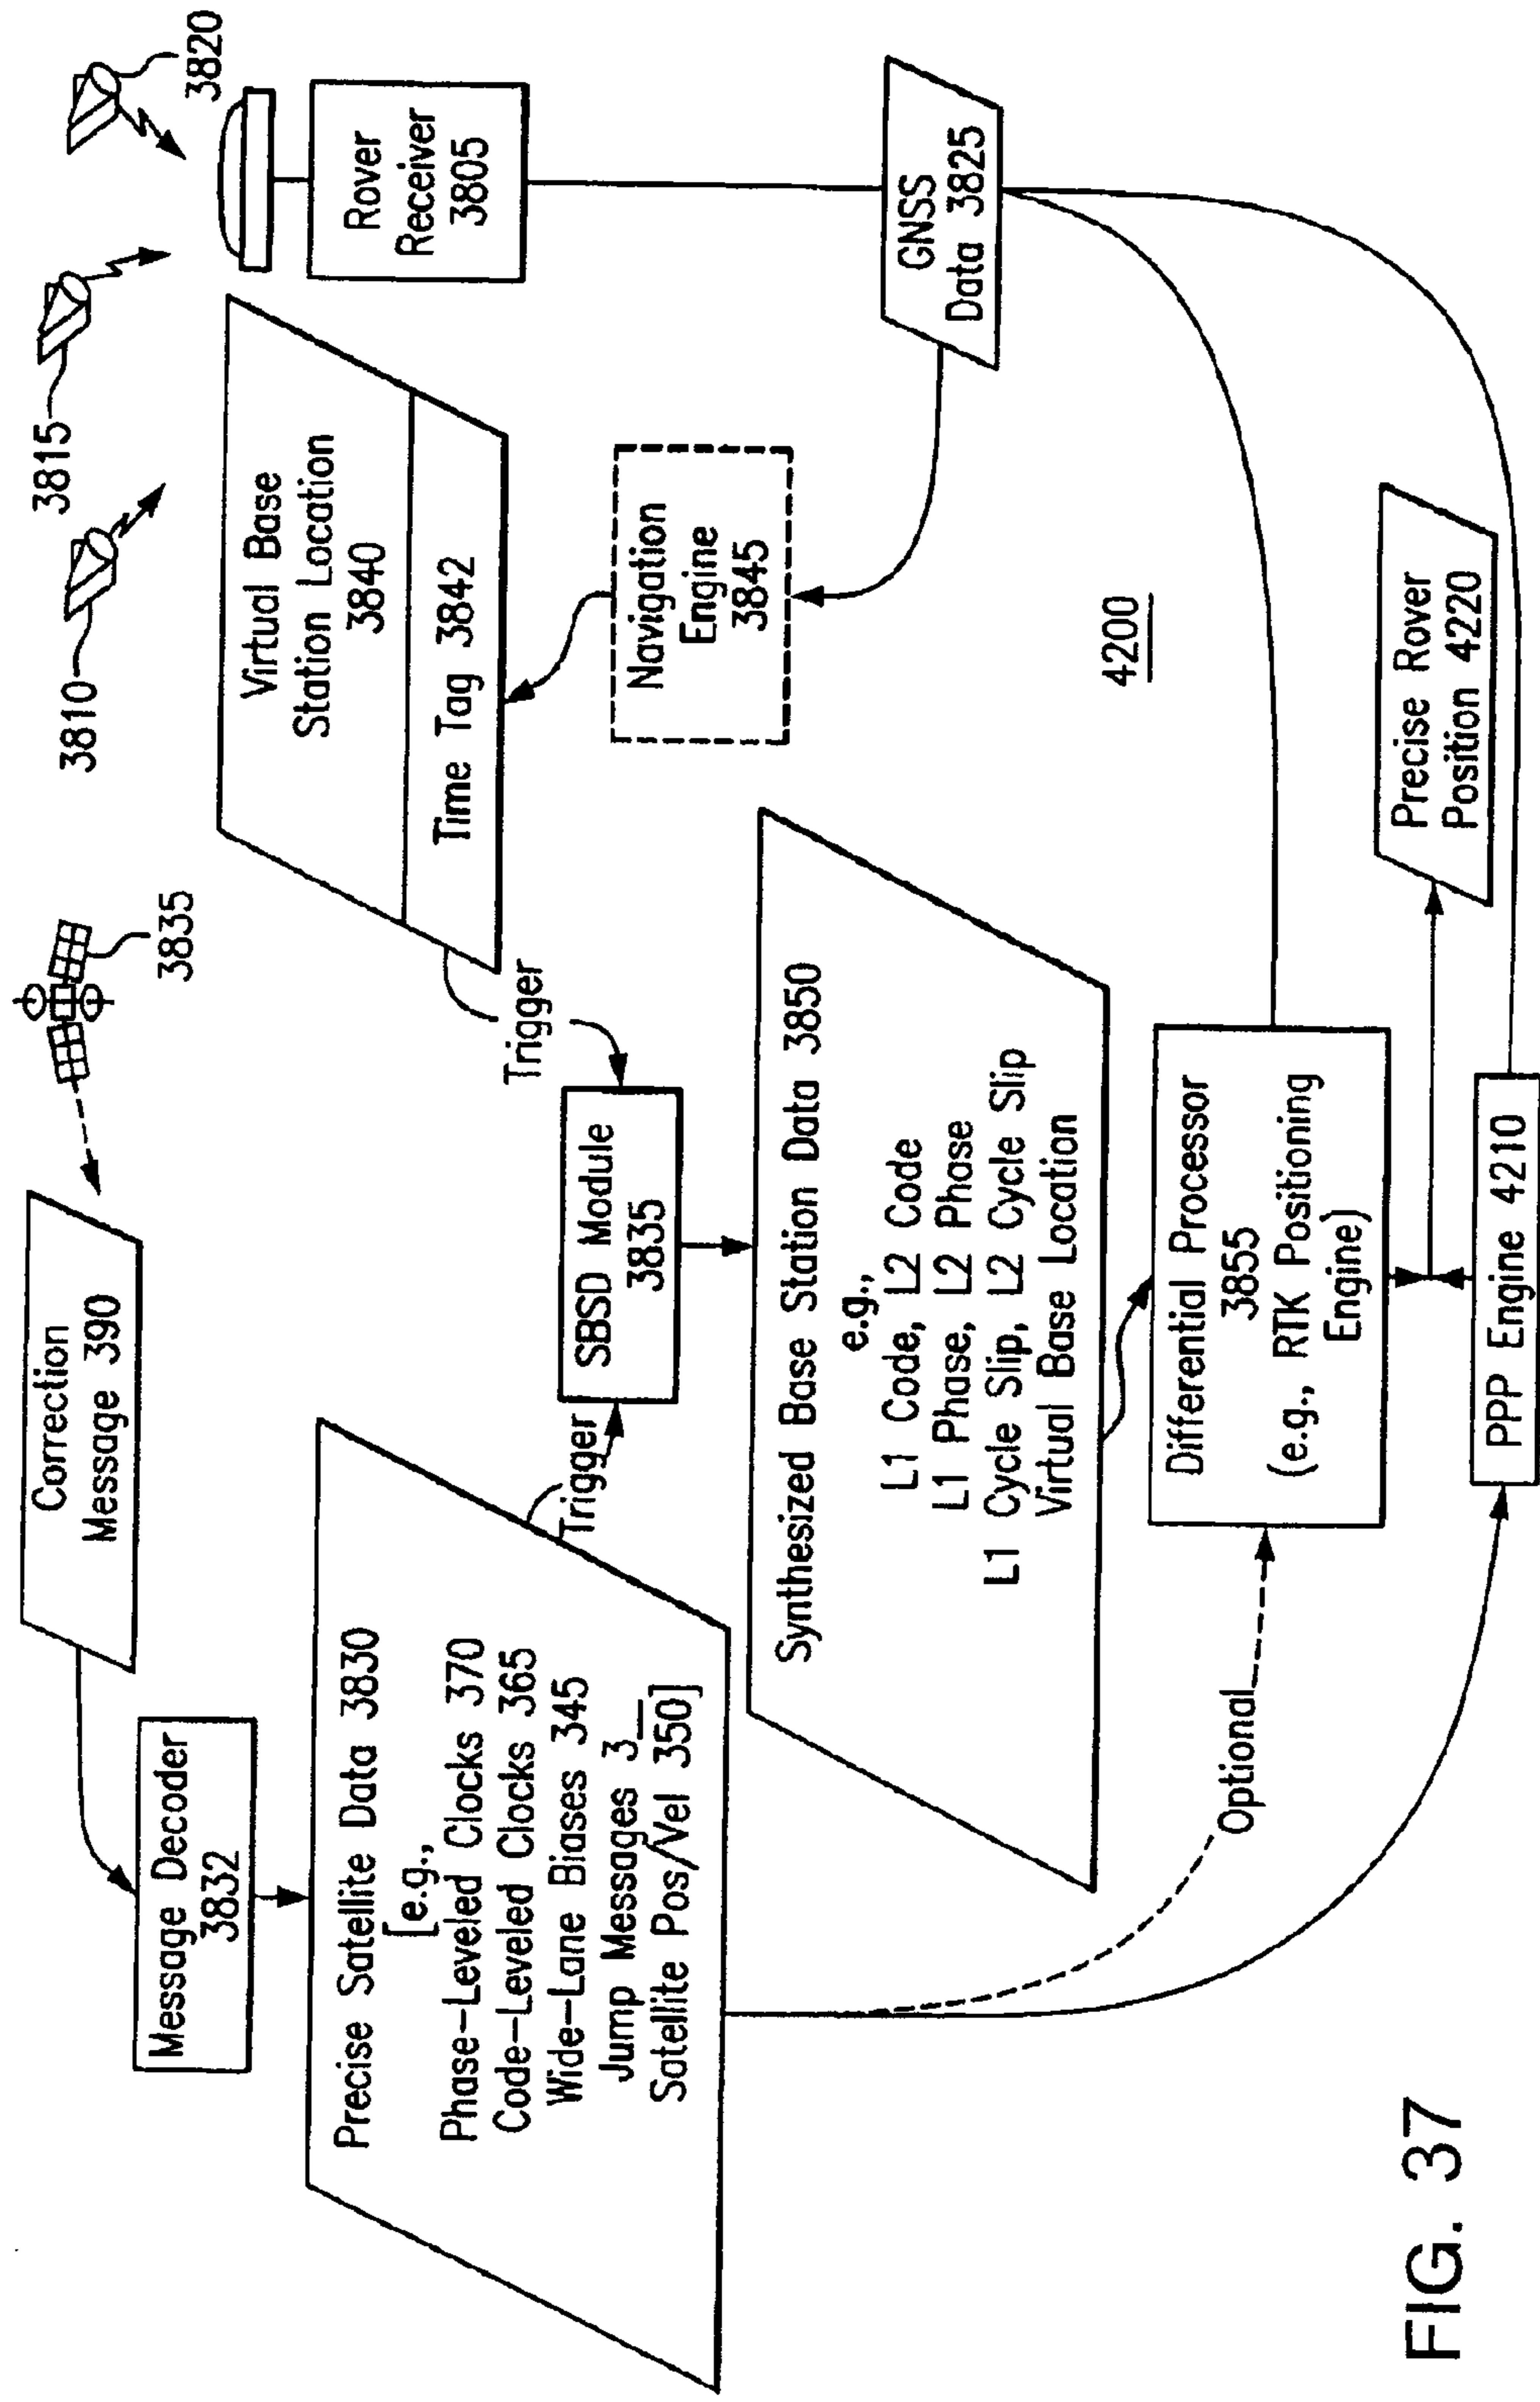 3835
3810
3815
3820
Correction
Message 390
Message Decoder
3832
Precise Satellite Data 3830
[e.g.,
Phase-Leveled Clocks 370
Code-Leveled Clocks 365
Wide-Lane Biases 345
Jump Messages 3__
Satellite Pos/Vel 350]
Trigger
SBSD Module
3835
Trigger
Virtual Base
Station Location
3840
Time Tag 3842
Rover
Receiver
3805
Navigation
Engine
3845
GNSS
Data 3825
Synthesized Base Station Data 3850
e.g.,
L1 Code, L2 Code
L1 Phase, L2 Phase
L1 Cycle Slip, L2 Cycle Slip
Virtual Base Location
4200
Optional
Differential Processor
3855
(e.g., RTK Positioning
Engine)
Precise Rover
Position 4220
PPP Engine 4210
FIG. 37